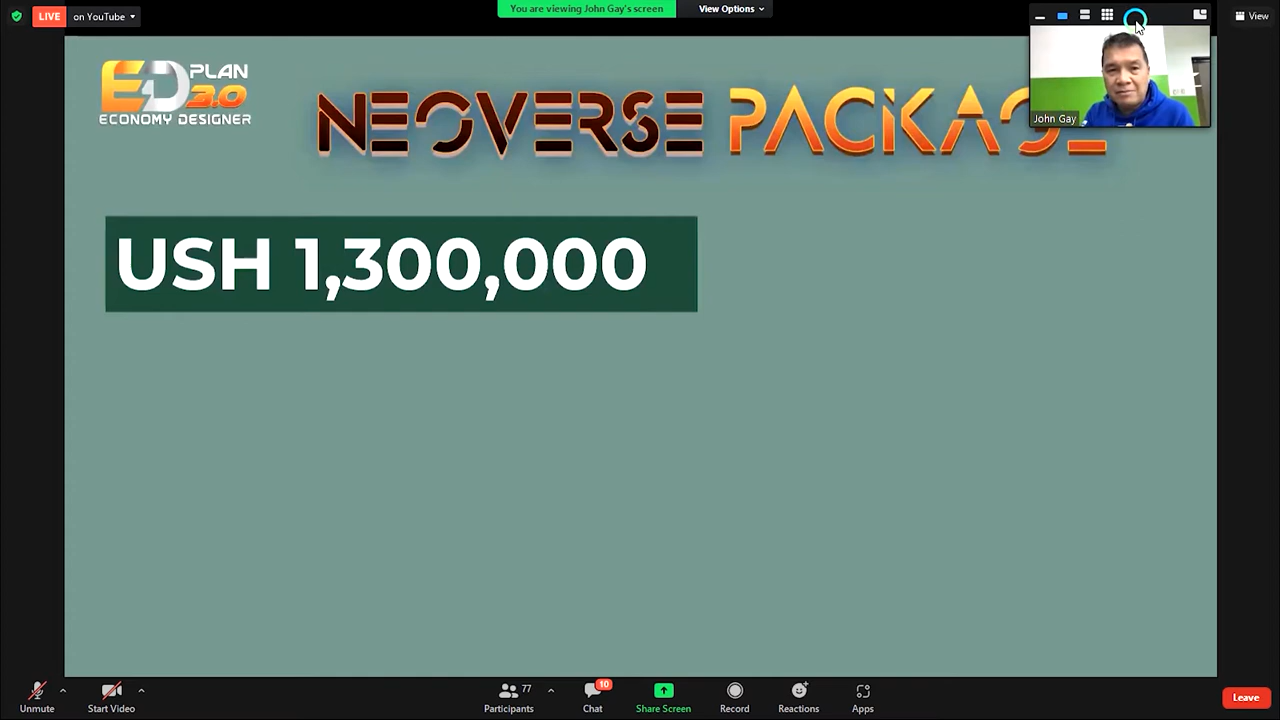 LIVE on YouTube
You are viewing John Gay's screen
View Options
View
John Gay
ED PLAN 3.0
ECONOMY DESIGNER
NEOVERSE PACKAGE
USH 1,300,000
Unmute
Start Video
77
Participants
10
Chat
Share Screen
Record
Reactions
Apps
Leave